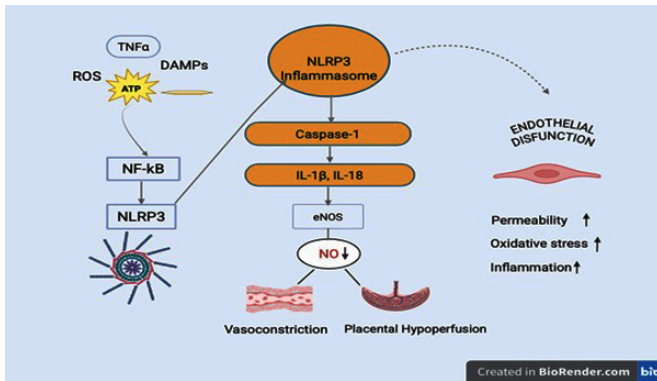 TNFα
ROS
DAMPs
ATP
NF-kB
NLRP3
NLRP3
Inflammasome
Caspase-1
IL-1β, IL-18
eNOS
NO
Vasoconstriction
Placental Hypoperfusion
ENDOTHELIAL
DISFUNCTION
Permeability
Oxidative stress
Inflammation
Created in BioRender.com
bio